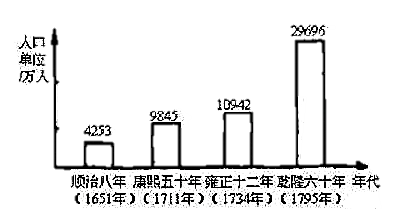 人口
单位
/万人
4253
9845
10942
29696
顺治八年 康熙五十年 雍正十二年 乾隆六十年 年代
(1651年) (1711年) (1734年) (1795年)